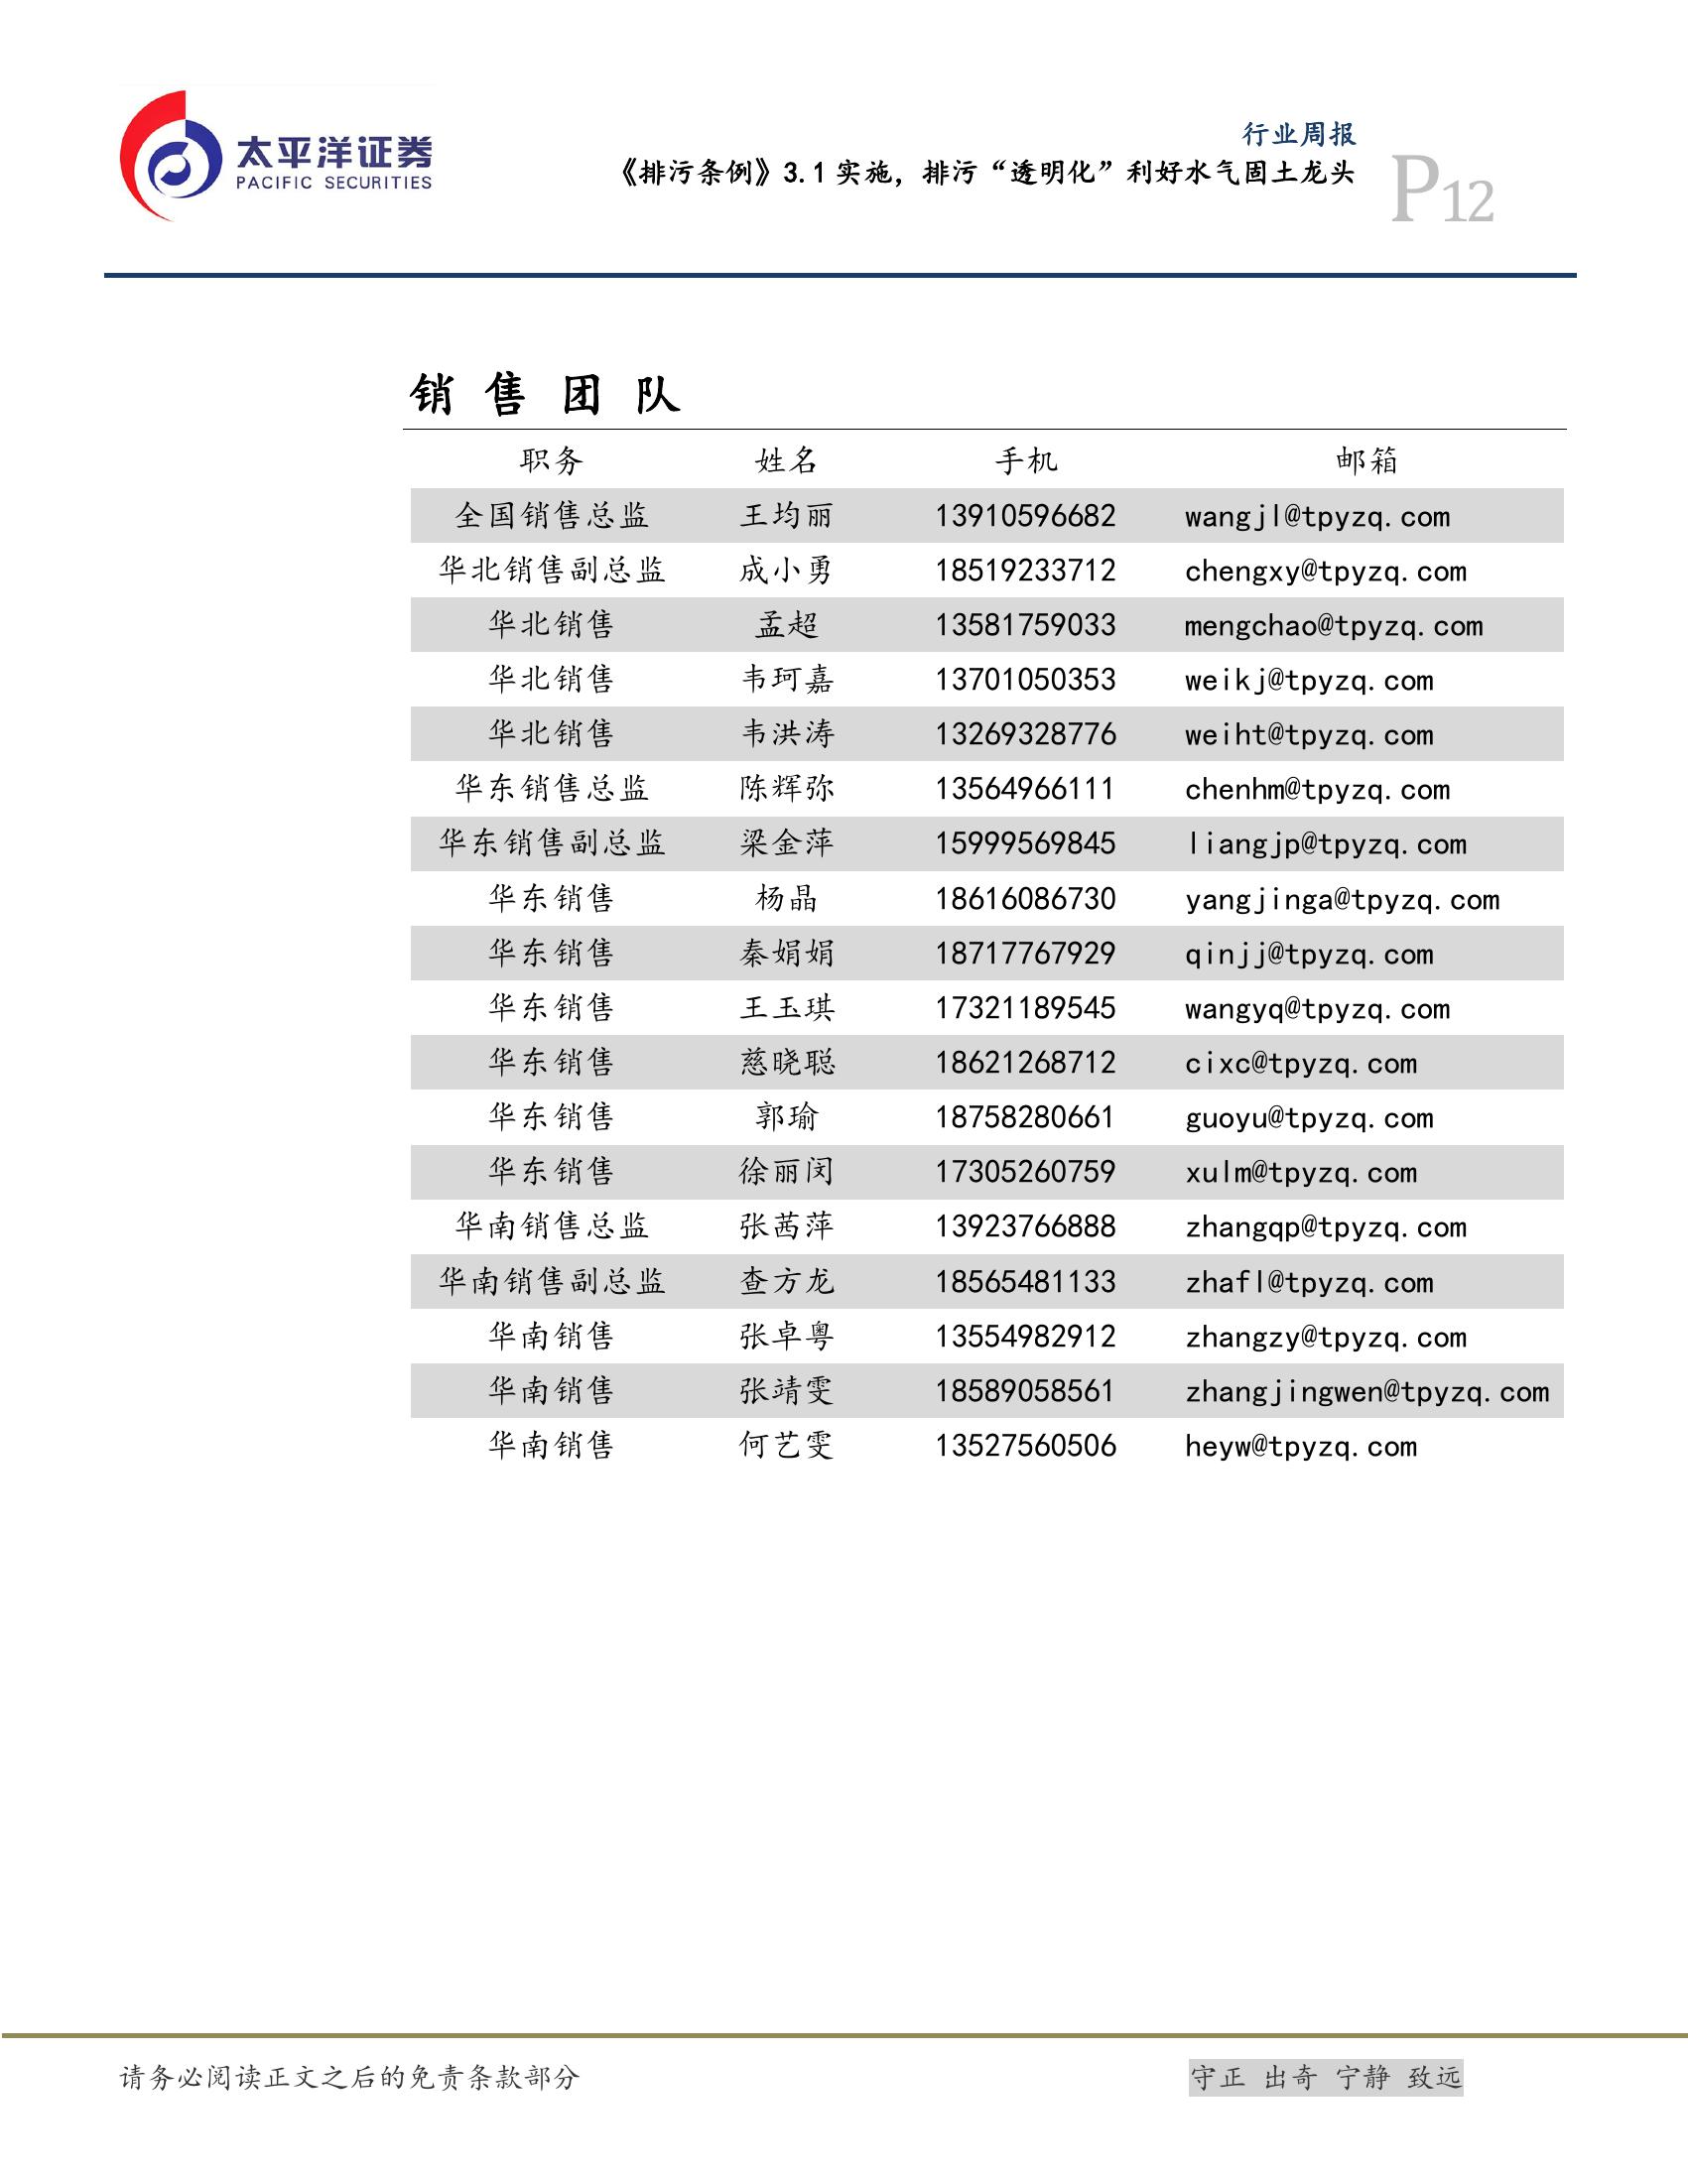 太平洋证券
PACIFIC SECURITIES
行业周报
《排污条例》3.1实施，排污“透明化”利好水气固土龙头
P12
销售团队
职务 姓名 手机 邮箱
全国销售总监 王均丽 13910596682 wangjl@tpyzq.com
华北销售副总监 成小勇 18519233712 chengxy@tpyzq.com
华北销售 孟超 13581759033 mengchao@tpyzq.com
华北销售 韦珂嘉 13701050353 weikj@tpyzq.com
华北销售 韦洪涛 13269328776 weiht@tpyzq.com
华东销售总监 陈辉弥 13564966111 chenhm@tpyzq.com
华东销售副总监 梁金萍 15999569845 liangjp@tpyzq.com
华东销售 杨晶 18616086730 yangjinga@tpyzq.com
华东销售 秦娟娟 18717767929 qinjj@tpyzq.com
华东销售 王玉琪 17321189545 wangyq@tpyzq.com
华东销售 慈晓聪 18621268712 cixc@tpyzq.com
华东销售 郭瑜 18758280661 guoyu@tpyzq.com
华东销售 徐丽闵 17305260759 xulm@tpyzq.com
华南销售总监 张茜萍 13923766888 zhangqp@tpyzq.com
华南销售副总监 查方龙 18565481133 zhafl@tpyzq.com
华南销售 张卓粤 13554982912 zhangzy@tpyzq.com
华南销售 张靖雯 18589058561 zhangjingwen@tpyzq.com
华南销售 何艺雯 13527560506 heyw@tpyzq.com
请务必阅读正文之后的免责条款部分
守正 出奇 宁静 致远